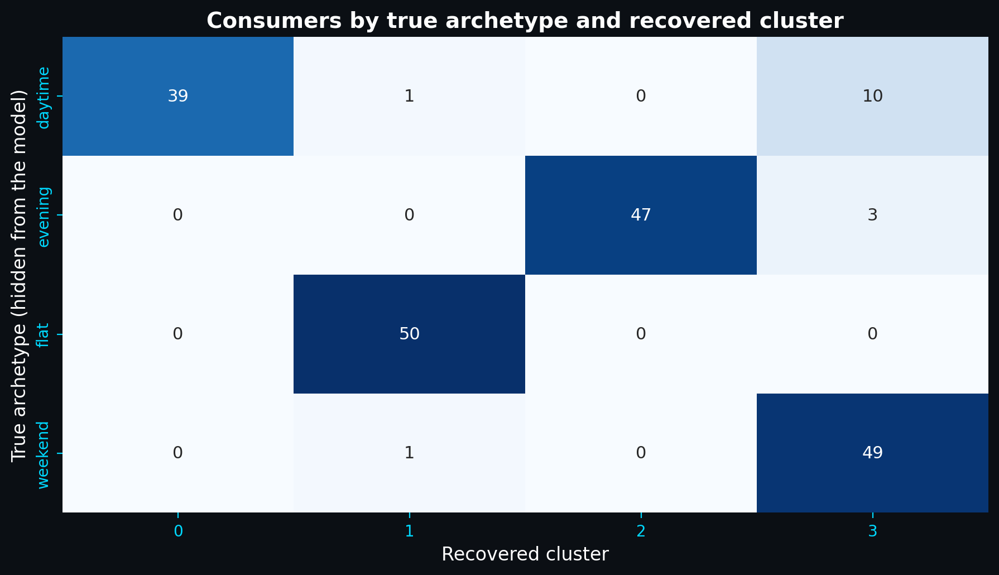 Consumers by true archetype and recovered cluster
True archetype (hidden from the model)
daytime
39 1 0 10
evening
0 0 47 3
flat
0 50 0 0
weekend
0 1 0 49
0 1 2 3
Recovered cluster